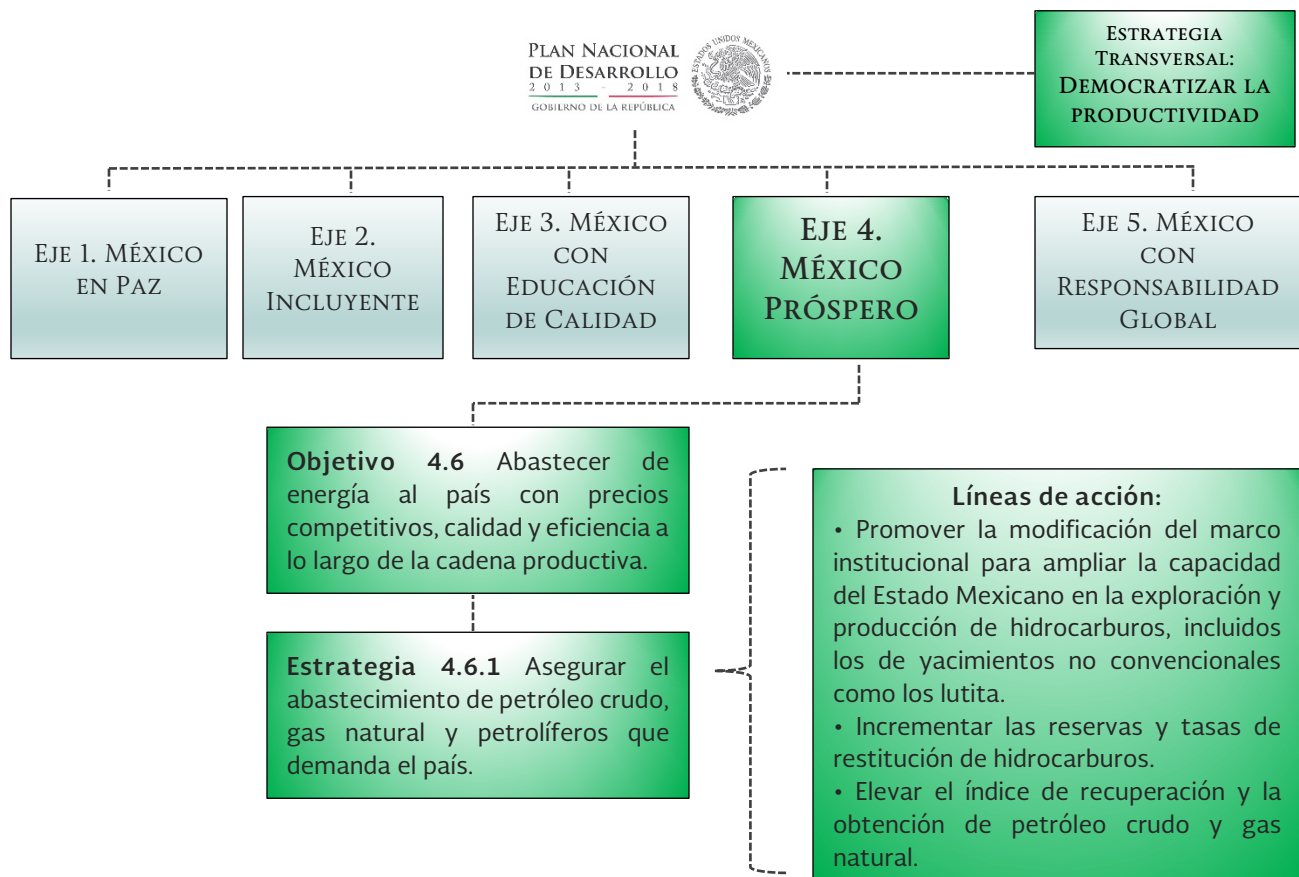 PLAN NACIONAL
DE DESARROLLO
2013 - 2018
GOBIERNO DE LA REPÚBLICA
ESTADOS UNIDOS MEXICANOS
ESTRATEGIA
TRANSVERSAL:
DEMOCRATIZAR LA
PRODUCTIVIDAD
EJE 1. MÉXICO
EN PAZ
EJE 2.
MÉXICO
INCLUYENTE
EJE 3. MÉXICO
CON
EDUCACIÓN
DE CALIDAD
EJE 4.
MÉXICO
PRÓSPERO
EJE 5. MÉXICO
CON
RESPONSABILIDAD
GLOBAL
Objetivo 4.6 Abastecer de
energía al país con precios
competitivos, calidad y eficiencia a
lo largo de la cadena productiva.
Estrategia 4.6.1 Asegurar el
abastecimiento de petróleo crudo,
gas natural y petrolíferos que
demanda el país.
Líneas de acción:
• Promover la modificación del marco
institucional para ampliar la capacidad
del Estado Mexicano en la exploración y
producción de hidrocarburos, incluidos
los de yacimientos no convencionales
como los lutita.
• Incrementar las reservas y tasas de
restitución de hidrocarburos.
• Elevar el índice de recuperación y la
obtención de petróleo crudo y gas
natural.